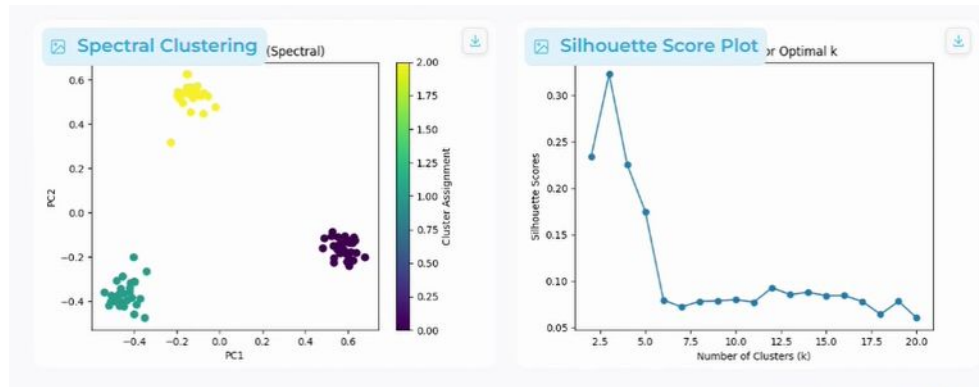 Spectral Clustering
(Spectral)
0.6
0.4
0.2
0.0
−0.2
−0.4
PC2
−0.4 −0.2 0.0 0.2 0.4 0.6
PC1
2.00
1.75
1.50
1.25
1.00
0.75
0.50
0.25
0.00
Cluster Assignment
Silhouette Score Plot
or Optimal k
0.30
0.25
0.20
0.15
0.10
0.05
Silhouette Scores
2.5 5.0 7.5 10.0 12.5 15.0 17.5 20.0
Number of Clusters (k)